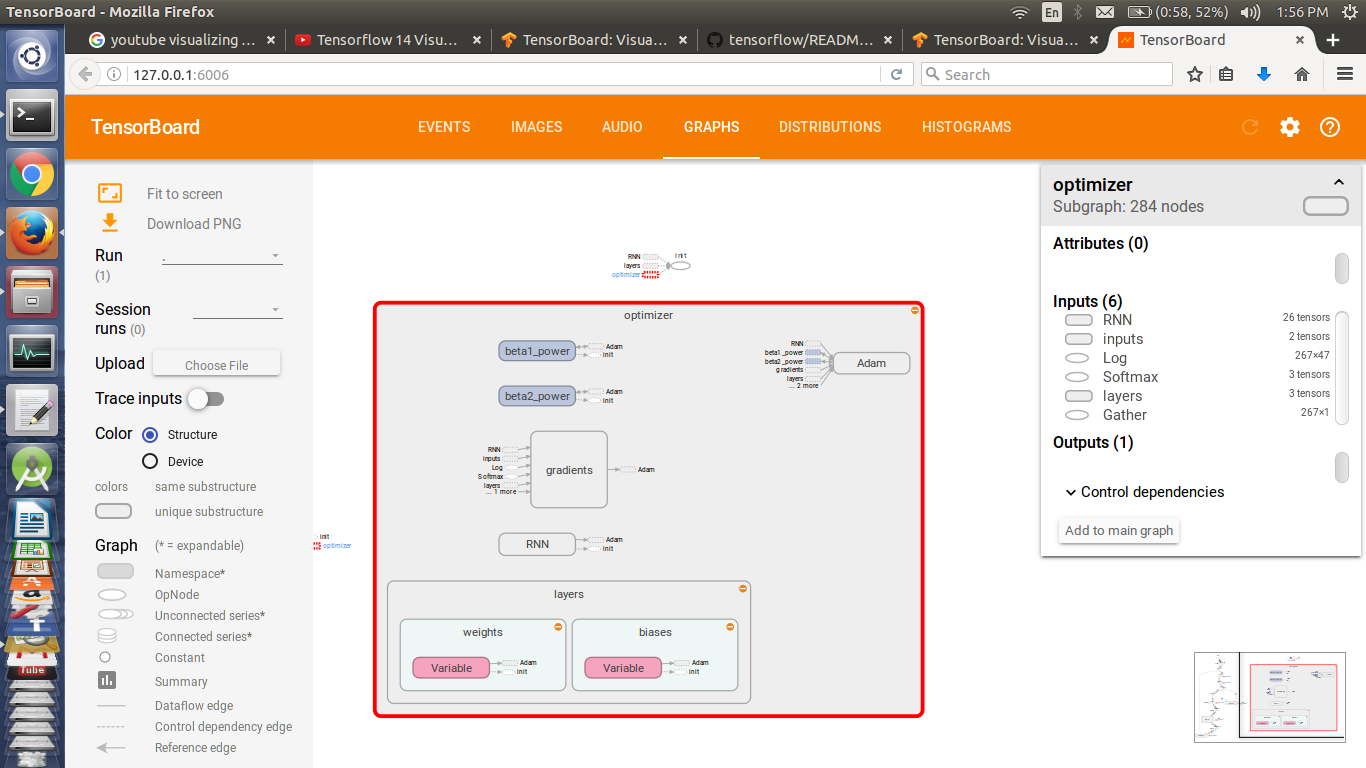 TensorBoard - Mozilla Firefox
En
(0:58, 52%)
1:56 PM
youtube visualizing ...
Tensorflow 14 Visu...
TensorBoard: Visua...
tensorflow/READM...
TensorBoard: Visua...
TensorBoard
127.0.0.1:6006
Search
TensorBoard
EVENTS
IMAGES
AUDIO
GRAPHS
DISTRIBUTIONS
HISTOGRAMS
Fit to screen
Download PNG
Run
(1)
.
Session
runs (0)
Upload
Choose File
Trace inputs
Color
Structure
Device
colors
same substructure
unique substructure
Graph
(* = expandable)
Namespace*
OpNode
Unconnected series*
Connected series*
Constant
Summary
Dataflow edge
Control dependency edge
Reference edge
RNN
layers
optimizer
init
init
optimizer
optimizer
beta1_power
Adam
init
beta2_power
Adam
init
RNN
beta1_power
beta2_power
gradients
layers
... 2 more
Adam
RNN
inputs
Log
Softmax
layers
... 1 more
gradients
Adam
RNN
Adam
init
layers
weights
Variable
Adam
init
biases
Variable
Adam
init
optimizer
Subgraph: 284 nodes
Attributes (0)
Inputs (6)
RNN 26 tensors
inputs 2 tensors
Log 267×47
Softmax 3 tensors
layers 3 tensors
Gather 267×1
Outputs (1)
Control dependencies
Add to main graph
Tube